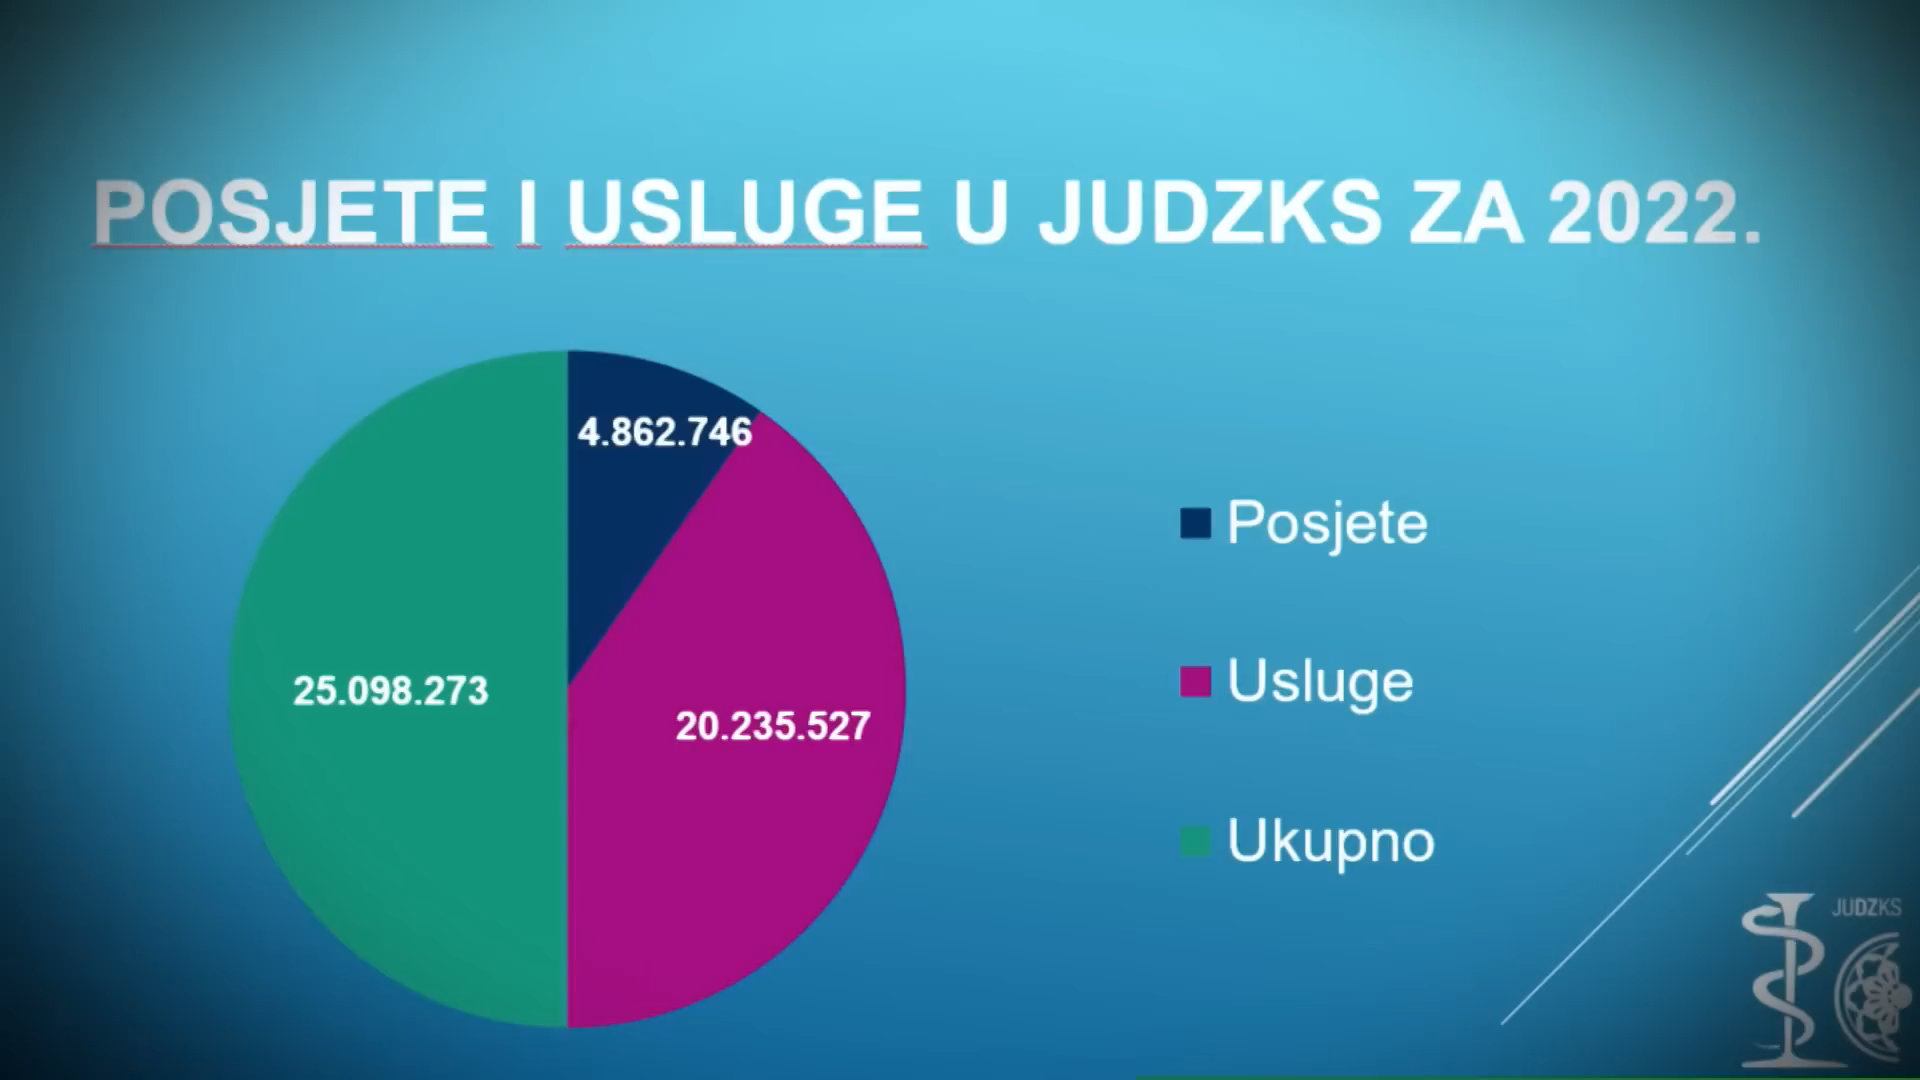 POSJETE I USLUGE U JUDZKS ZA 2022.
4.862.746
25.098.273
20.235.527
Posjete
Usluge
Ukupno
JUDZKS